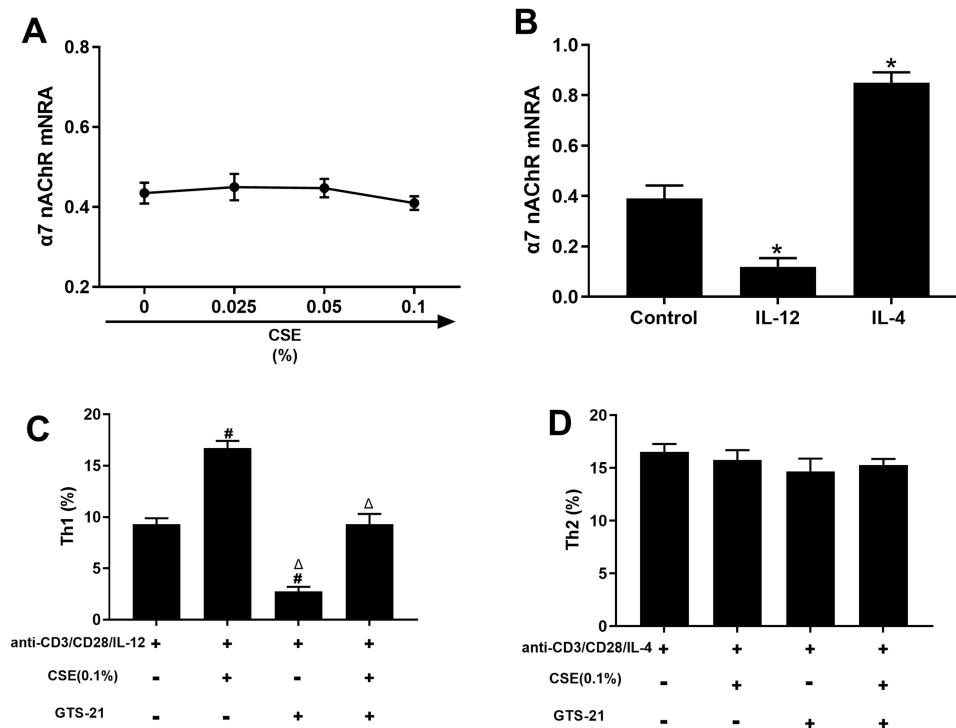 A
α7 nAChR mNRA
0.8
0.6
0.4
0.2
0 0.025 0.05 0.1
CSE
(%)
B
α7 nAChR mNRA
1.0
0.8
0.6
0.4
0.2
0.0
* *
Control IL-12 IL-4
C
Th1 (%)
20
15
10
5
0
#
Δ
#
Δ
anti-CD3/CD28/IL-12 + + + +
CSE(0.1%) - + - +
GTS-21 - - + +
D
Th2 (%)
20
15
10
5
0
anti-CD3/CD28/IL-4 + + + +
CSE(0.1%) - + - +
GTS-21 - - + +